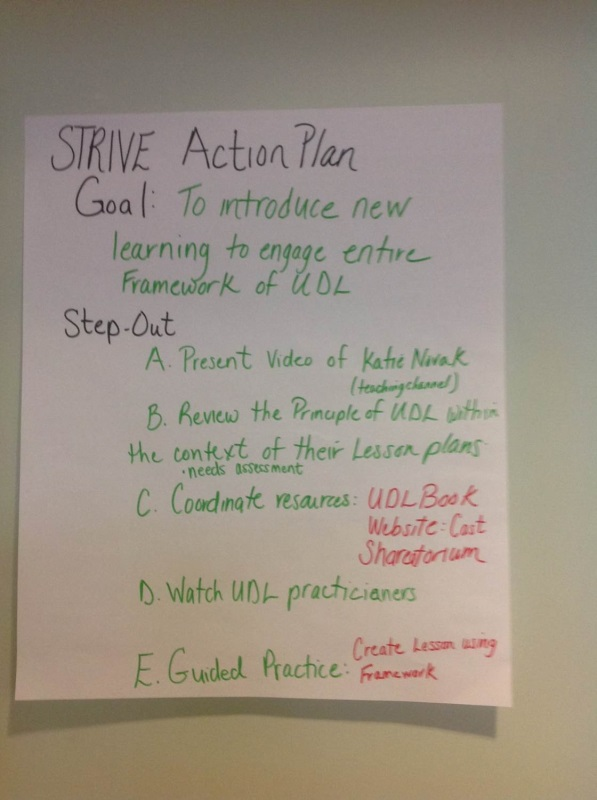 STRIVE Action Plan
Goal: To introduce new
learning to engage entire
Framework of UDL
Step-Out
A. Present Video of Katie Novak
(teachingchannel)
B. Review the Principle of UDL within
the context of their Lesson plans
• needs assessment
C. Coordinate resources: UDL Book
Website: Cast
Shareatorium
D. Watch UDL practicianers
E. Guided Practice: Create Lesson using
Framework